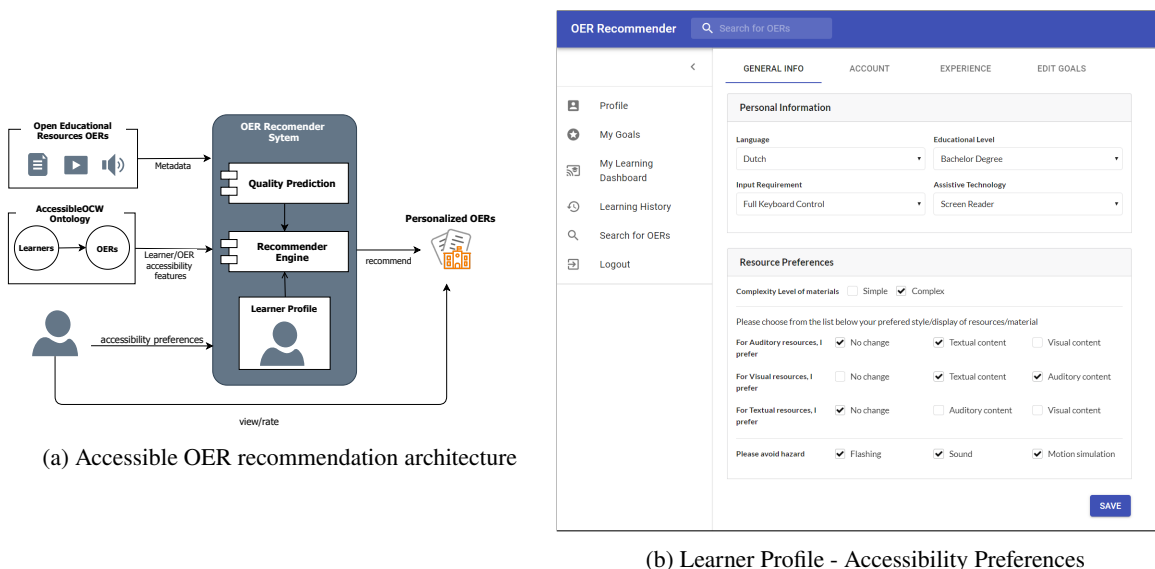 Open Educational
Resources OERs
Metadata
AccessibleOCW
Ontology
Learners
OERs
Learner/OER
accessibility
features
accessibility preferences
OER Recomender
Sytem
Quality Prediction
Recommender
Engine
Learner Profile
recommend
Personalized OERs
view/rate
(a) Accessible OER recommendation architecture
OER Recommender
Search for OERs
Profile
My Goals
My Learning
Dashboard
Learning History
Search for OERs
Logout
GENERAL INFO ACCOUNT EXPERIENCE EDIT GOALS
Personal Information
Language Educational Level
Dutch Bachelor Degree
Input Requirement Assistive Technology
Full Keyboard Control Screen Reader
Resource Preferences
Complexity Level of materials Simple Complex
Please choose from the list below your prefered style/display of resources/material
For Auditory resources, I
prefer
No change Textual content Visual content
For Visual resources, I
prefer
No change Textual content Auditory content
For Textual resources, I
prefer
No change Auditory content Visual content
Please avoid hazard Flashing Sound Motion simulation
SAVE
(b) Learner Profile - Accessibility Preferences